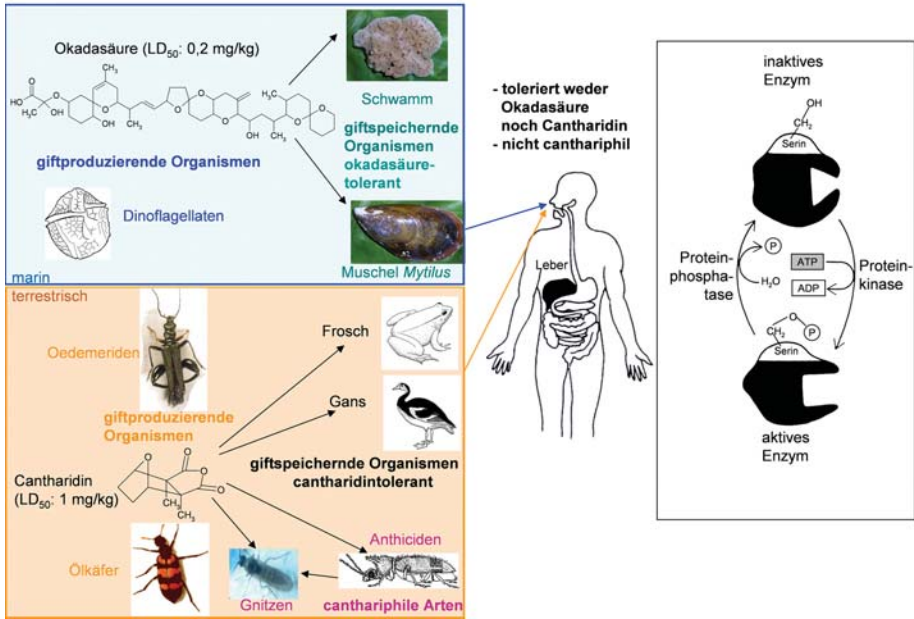 Okadasäure (LD50: 0,2 mg/kg)
CH3
O
HO
CH3
OH
OH
CH3
O
O
O
O
O
O
OH
CH3
CH3
O
O
Schwamm
giftspeichernde
Organismen
okadasäure-
tolerant
giftproduzierende Organismen
Dinoflagellaten
Muschel Mytilus
marin
terrestrisch
Oedemeriden
Frosch
Gans
giftproduzierende
Organismen
giftspeichernde Organismen
cantharidintolerant
Cantharidin
(LD50: 1 mg/kg)
O
O
O
O
CH3
CH3
Anthiciden
Ölkäfer
Gnitzen
canthariphile Arten
- toleriert weder
Okadasäure
noch Cantharidin
- nicht canthariphil
Leber
inaktives
Enzym
OH
CH2
Serin
Protein-
phospha-
tase
P
H2O
ATP
ADP
Protein-
kinase
O
CH2
P
Serin
aktives
Enzym